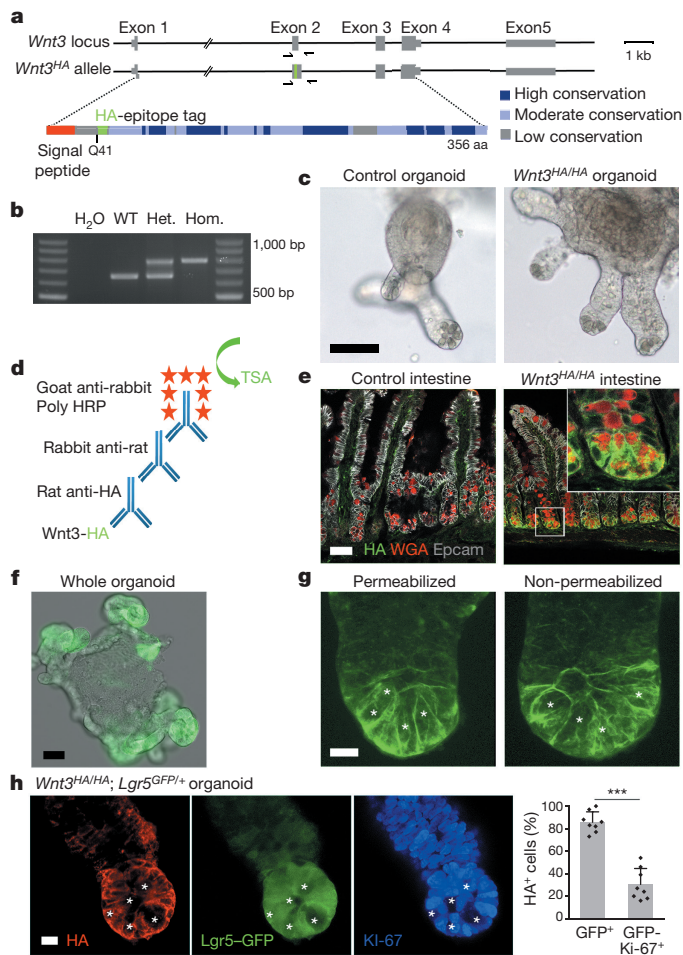 a
Exon 1 Exon 2 Exon 3 Exon 4 Exon5
Wnt3 locus
Wnt3HA allele
1 kb
HA-epitope tag
High conservation
Moderate conservation
Low conservation
Signal peptide
Q41
356 aa
b
H2O WT Het. Hom.
1,000 bp
500 bp
c
Control organoid
Wnt3HA/HA organoid
d
TSA
Goat anti-rabbit
Poly HRP
Rabbit anti-rat
Rat anti-HA
Wnt3-HA
e
Control intestine
Wnt3HA/HA intestine
HA WGA Epcam
f
Whole organoid
g
Permeabilized
Non-permeabilized
* * * *
* * * *
h
Wnt3HA/HA; Lgr5GFP/+ organoid
HA
Lgr5–GFP
KI-67
* * * * *
* * * * *
* * * * *
HA+ cells (%)
100
80
60
40
20
0
***
GFP+
GFP-
Ki-67+